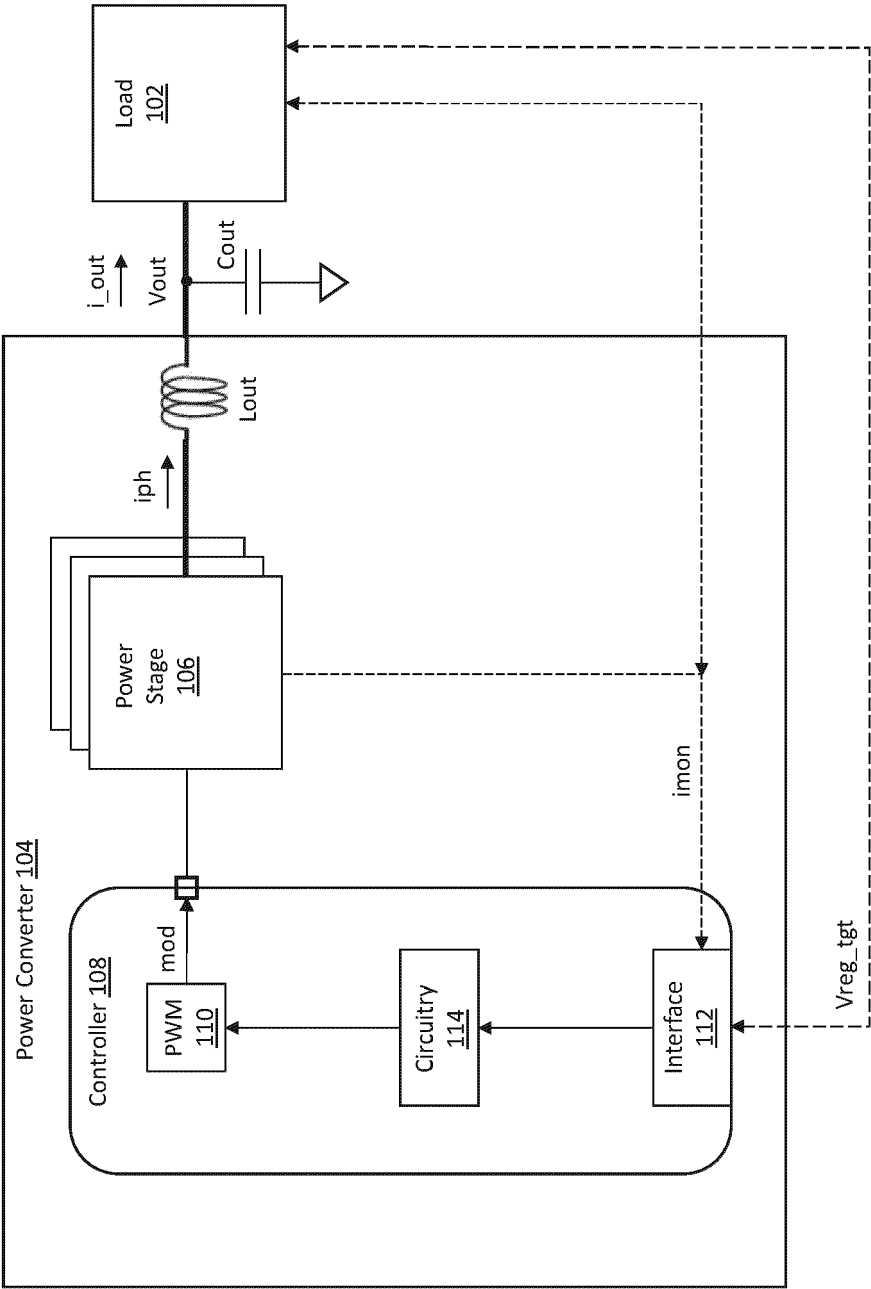 Power Converter 104
Controller 108
PWM
110
mod
Circuitry
114
Interface
112
Power
Stage
106
iph
Lout
i_out
Vout
Cout
Load
102
imon
Vreg_tgt